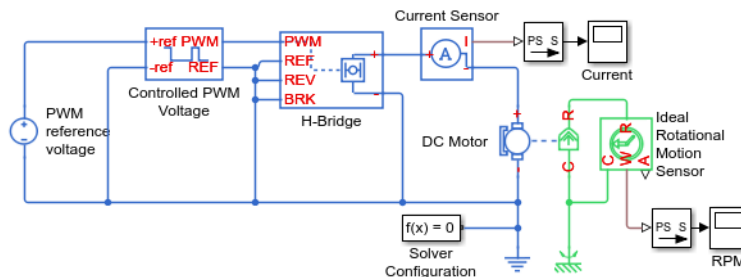 Current Sensor
+ref PWM
-ref REF
Controlled PWM
Voltage
PWM
REF
REV
BRK
+
-
H-Bridge
+
A
I
-
PS S
Current
PWM
reference
voltage
+
-
DC Motor
+
-
R
C
R
C W A
Ideal
Rotational
Motion
Sensor
f(x) = 0
Solver
Configuration
PS S
RPM